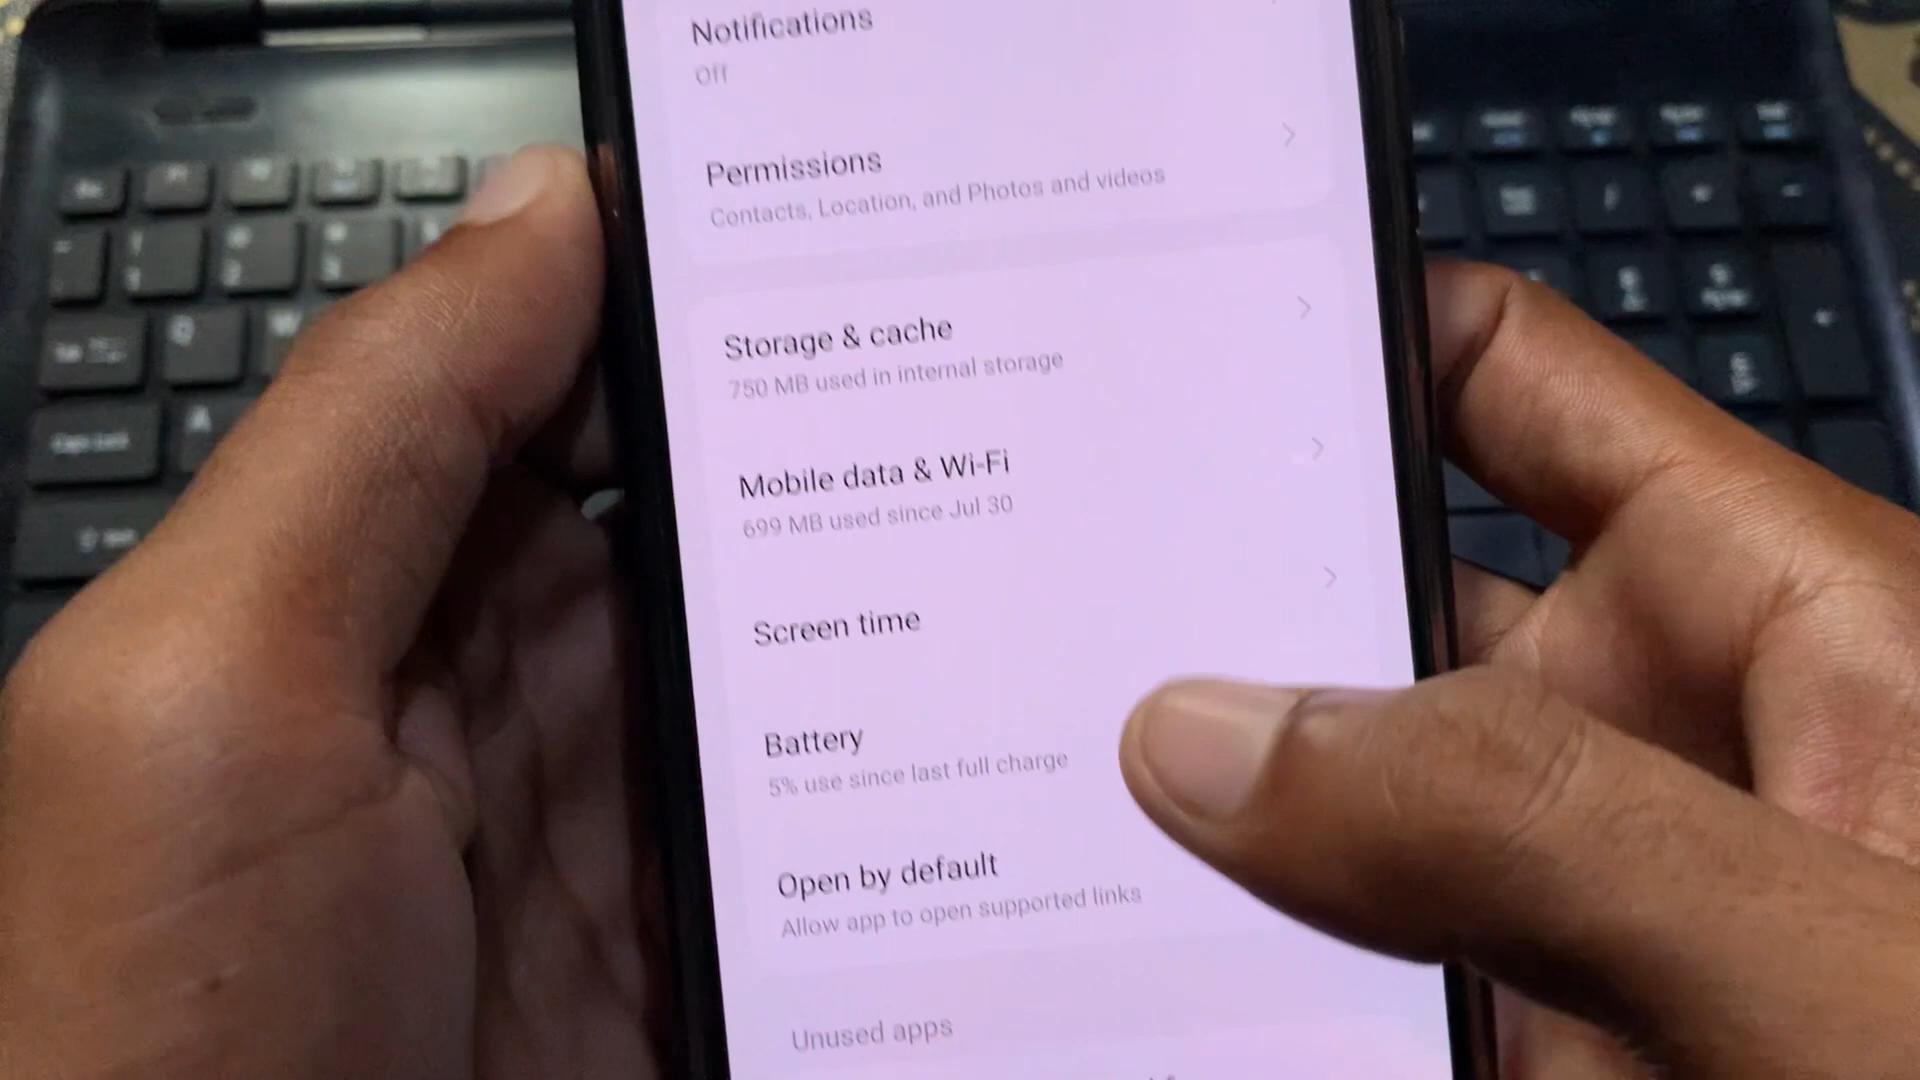 Notifications
Off
Permissions
Contacts, Location, and Photos and videos
Storage & cache
750 MB used in internal storage
Mobile data & Wi-Fi
699 MB used since Jul 30
Screen time
Battery
5% use since last full charge
Open by default
Allow app to open supported links
Unused apps
Q
A
Caps Lock